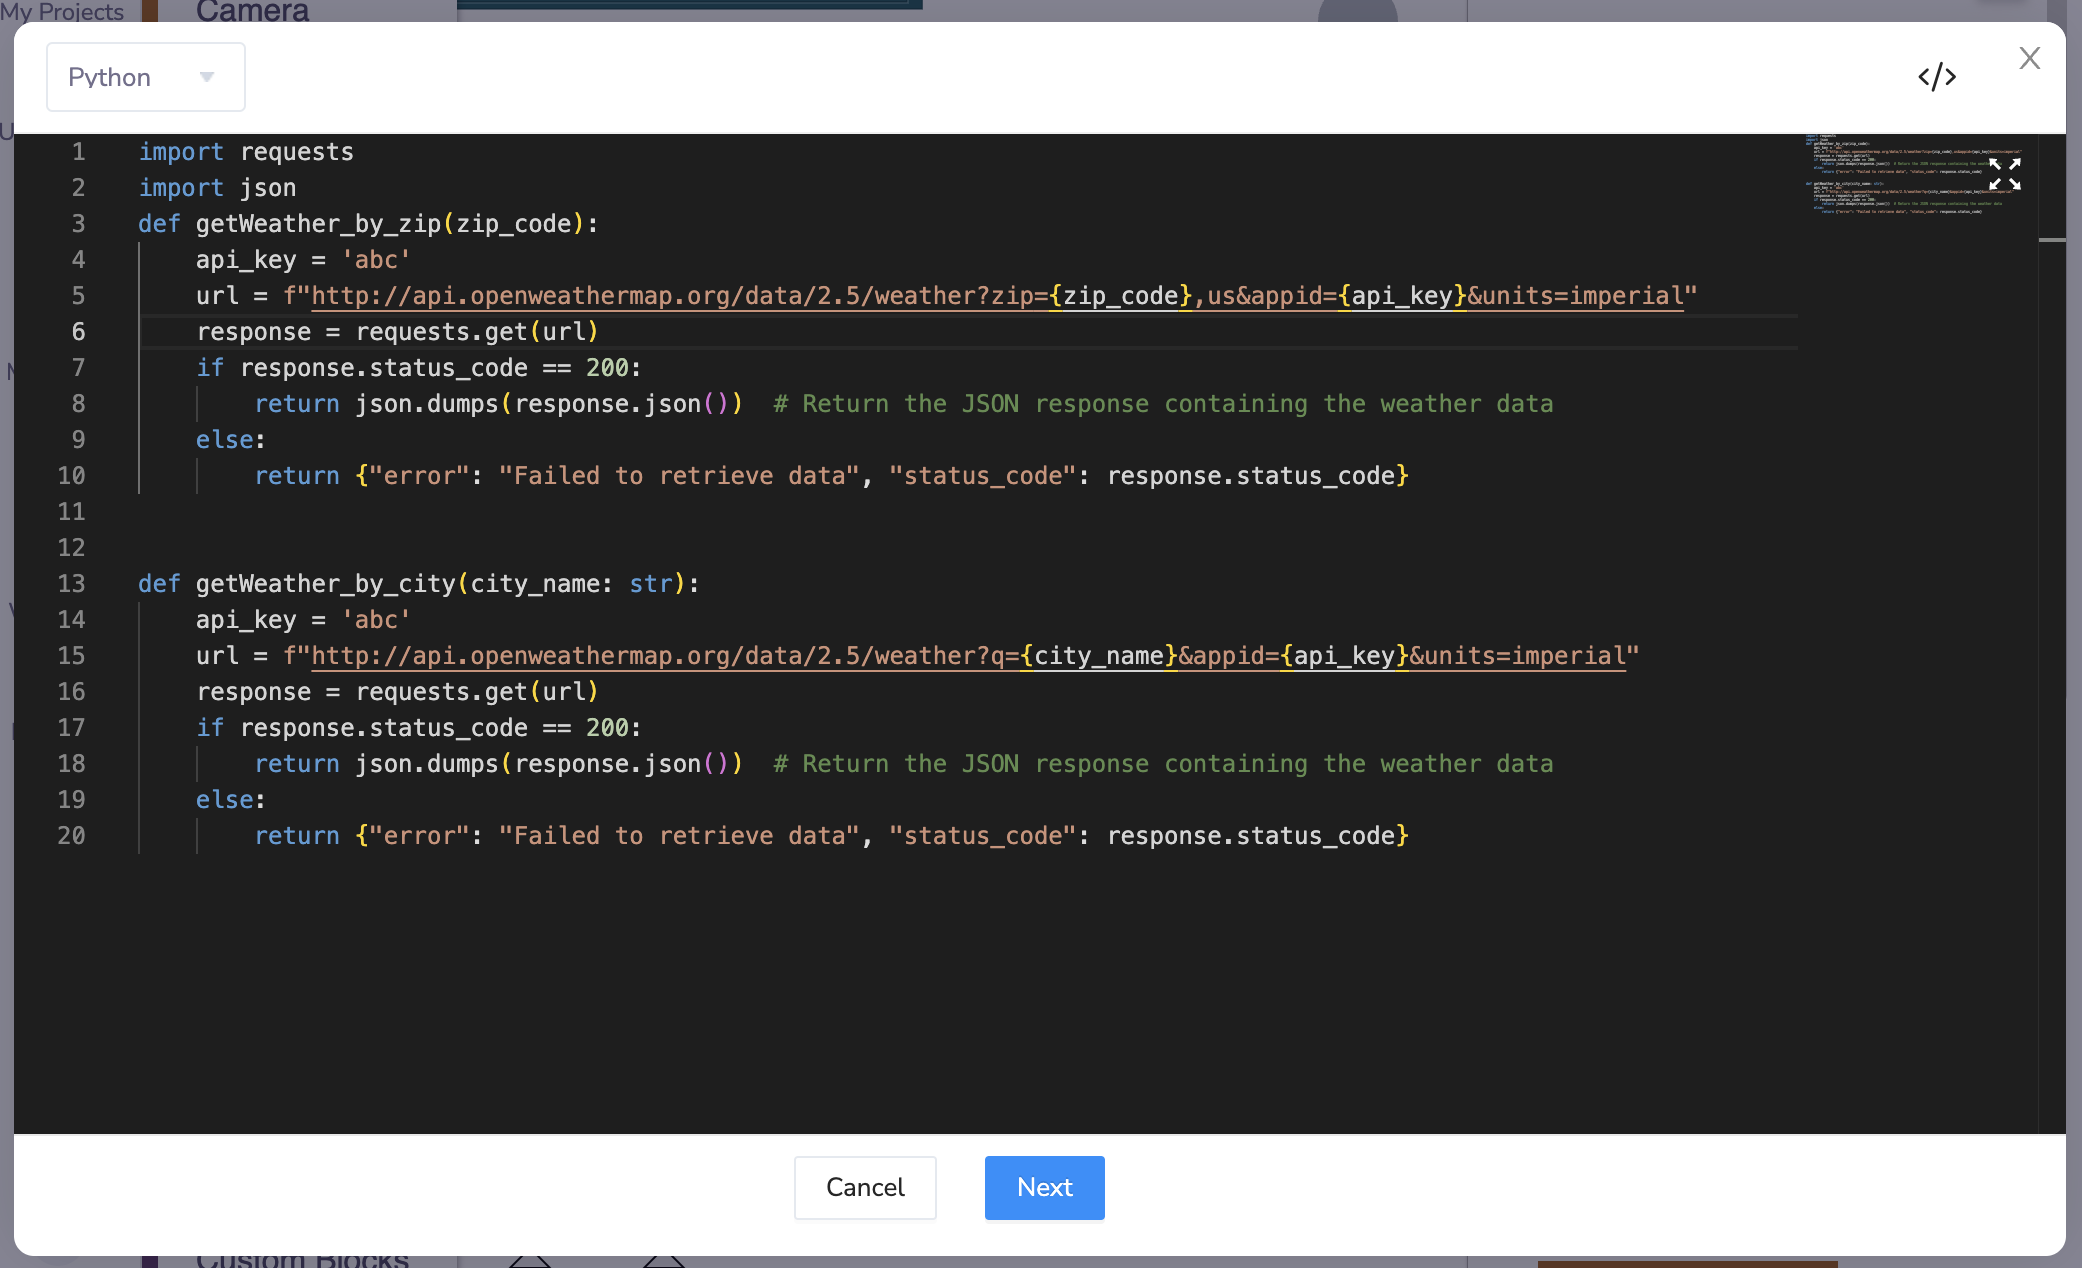 My Projects
Camera
Python
</>
X
1 import requests
2 import json
3 def getWeather_by_zip(zip_code):
4     api_key = 'abc'
5     url = f"http://api.openweathermap.org/data/2.5/weather?zip={zip_code},us&appid={api_key}&units=imperial"
6     response = requests.get(url)
7     if response.status_code == 200:
8         return json.dumps(response.json())  # Return the JSON response containing the weather data
9     else:
10         return {"error": "Failed to retrieve data", "status_code": response.status_code}
11
12
13 def getWeather_by_city(city_name: str):
14     api_key = 'abc'
15     url = f"http://api.openweathermap.org/data/2.5/weather?q={city_name}&appid={api_key}&units=imperial"
16     response = requests.get(url)
17     if response.status_code == 200:
18         return json.dumps(response.json())  # Return the JSON response containing the weather data
19     else:
20         return {"error": "Failed to retrieve data", "status_code": response.status_code}
Cancel
Next
Custom Blocks